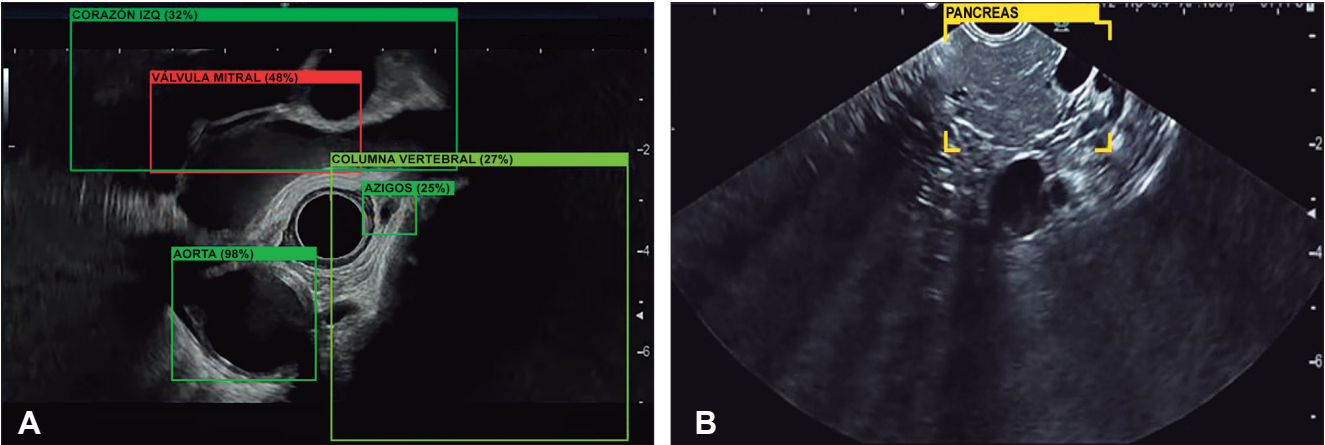 CORAZÓN IZQ (32%)
VÁLVULA MITRAL (48%)
COLUMNA VERTEBRAL (27%)
AZIGOS (25%)
AORTA (98%)
-2
-4
-6
A
PANCREAS
-2
-4
-6
B